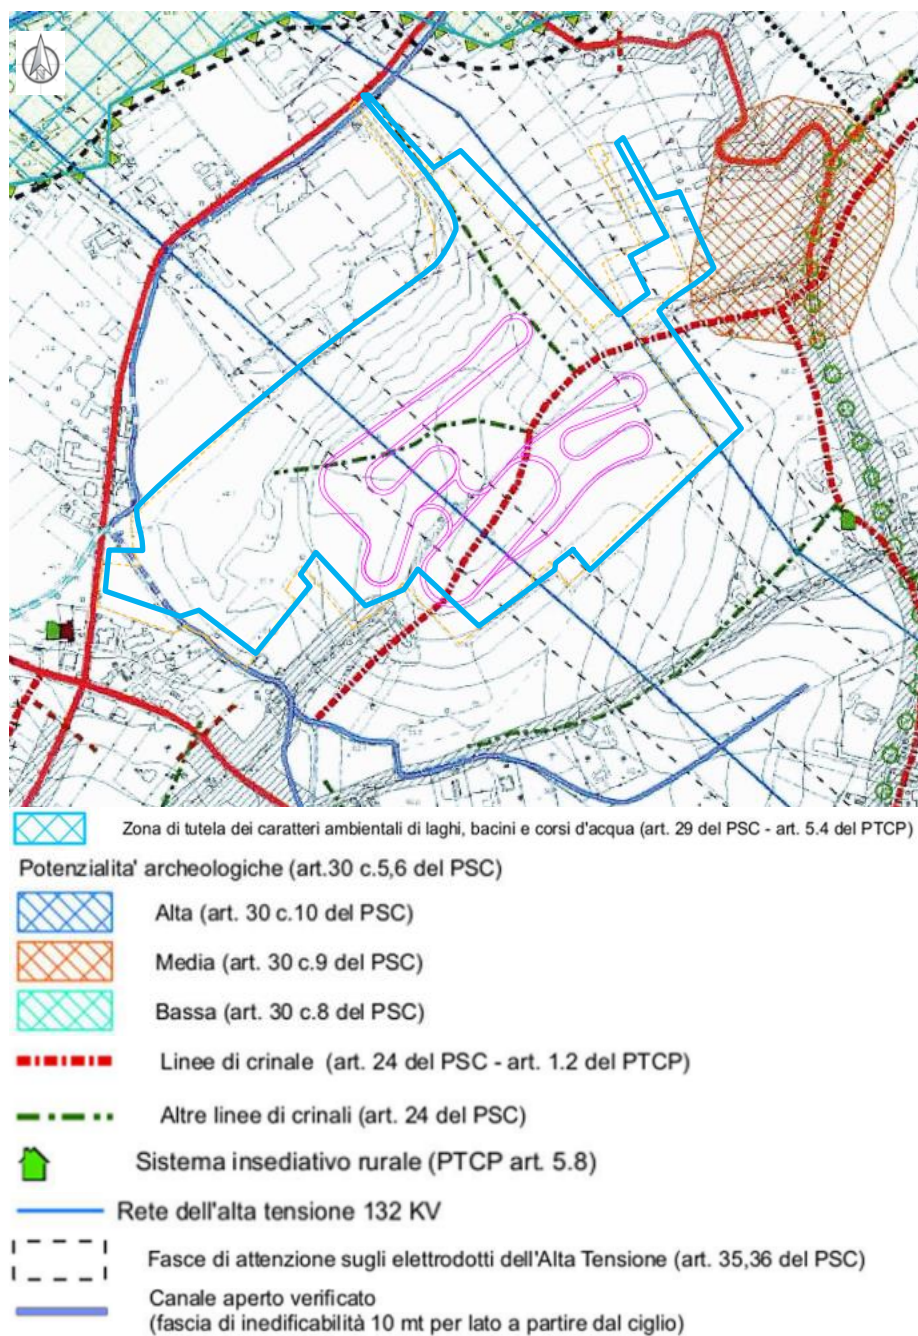 Zona di tutela dei caratteri ambientali di laghi, bacini e corsi d'acqua (art. 29 del PSC - art. 5.4 del PTCP)
Potenzialita' archeologiche (art.30 c.5,6 del PSC)
Alta (art. 30 c.10 del PSC)
Media (art. 30 c.9 del PSC)
Bassa (art. 30 c.8 del PSC)
Linee di crinale (art. 24 del PSC - art. 1.2 del PTCP)
Altre linee di crinali (art. 24 del PSC)
Sistema insediativo rurale (PTCP art. 5.8)
Rete dell'alta tensione 132 KV
Fasce di attenzione sugli elettrodotti dell'Alta Tensione (art. 35,36 del PSC)
Canale aperto verificato
(fascia di inedificabilità 10 mt per lato a partire dal ciglio)